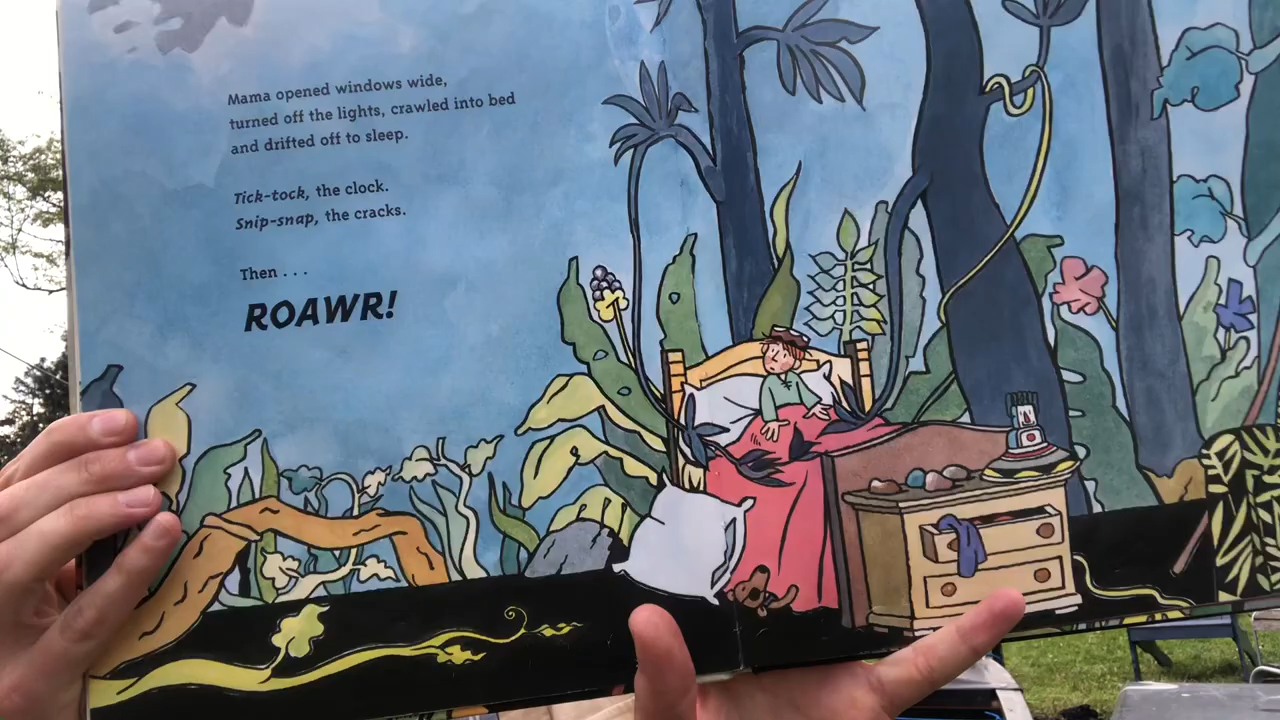 Mama opened windows wide,
turned off the lights, crawled into bed
and drifted off to sleep.
Tick-tock, the clock.
Snip-snap, the cracks.
Then . . .
ROAWR!